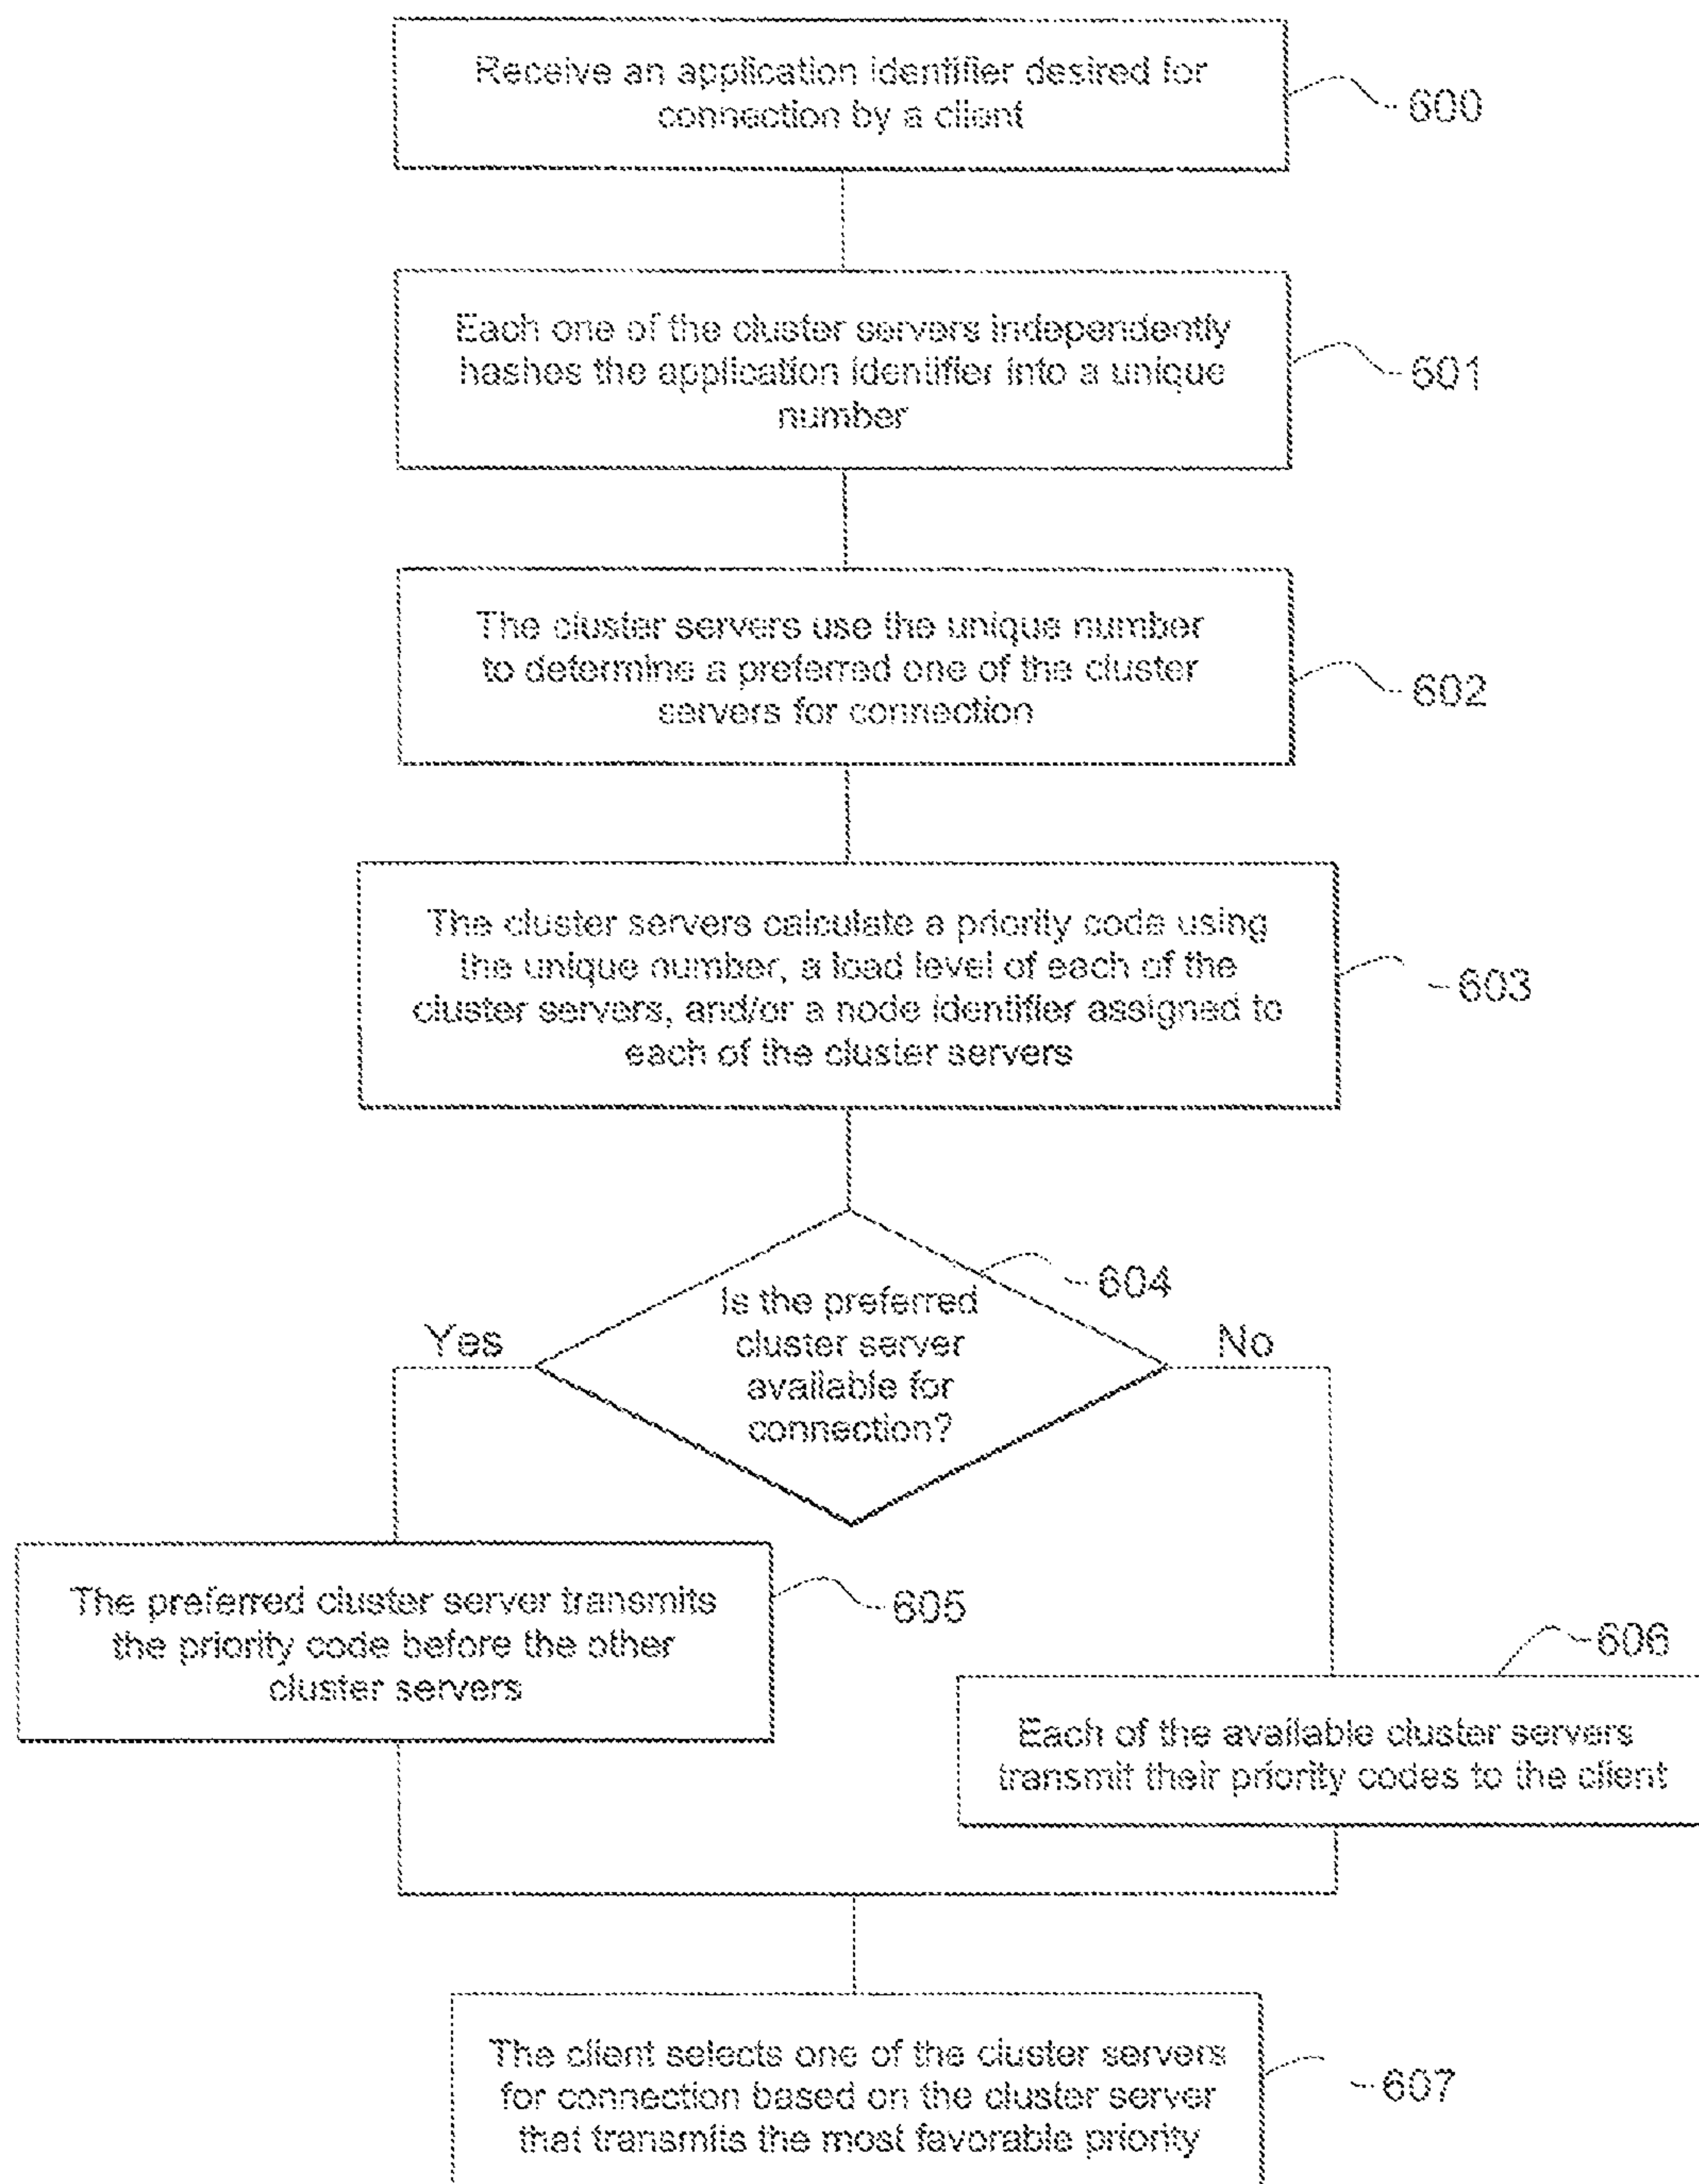 Receive an application identifier desired for
connection by a client
600
Each one of the cluster servers independently
hashes the application identifier into a unique
number
601
The cluster servers use the unique number
to determine a preferred one of the cluster
servers for connection
602
The cluster servers calculate a priority code using
the unique number, a load level of each of the
cluster servers, and/or a node identifier assigned to
each of the cluster servers
603
604
Is the preferred
cluster server
available for
connection?
Yes
No
The preferred cluster server transmits
the priority code before the other
cluster servers
605
606
Each of the available cluster servers
transmit their priority codes to the client
The client selects one of the cluster servers
for connection based on the cluster server
that transmits the most favorable priority
607